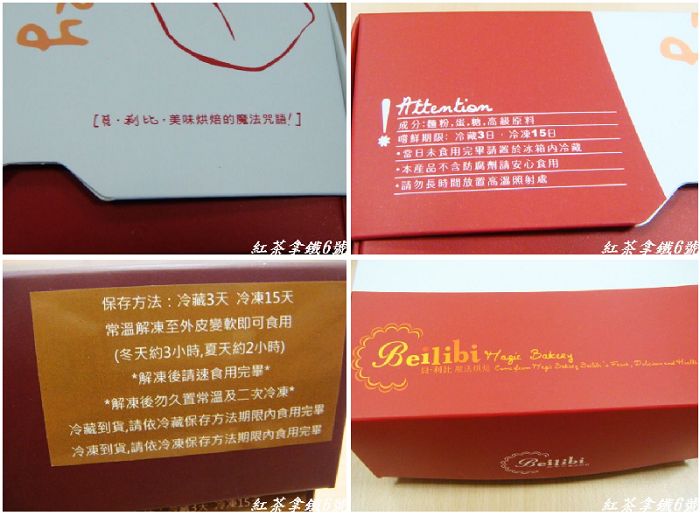 [貝·利比·美味烘焙的魔法咒語!]
紅茶拿鐵6號
Attention
成分:麵粉,蛋,糖,高級原料
嚐鮮期限: 冷藏3日、冷凍15日
•當日未食用完畢請置於冰箱內冷藏
•本産品不含防腐劑請安心食用
•請勿長時間放置高溫照射處
紅茶拿鐵6號
保存方法：冷藏3天 冷凍15天
常溫解凍至外皮變軟即可食用
(冬天約3小時,夏天約2小時)
*解凍後請速食用完畢*
*解凍後勿久置常溫及二次冷凍*
冷藏到貨,請依冷藏保存方法期限內食用完畢
冷凍到貨,請依冷凍保存方法期限內食用完畢
紅茶拿鐵6號
Beilibi Magic Bakery
貝·利比 魔法烘焙
Beilibi
紅茶拿鐵6號